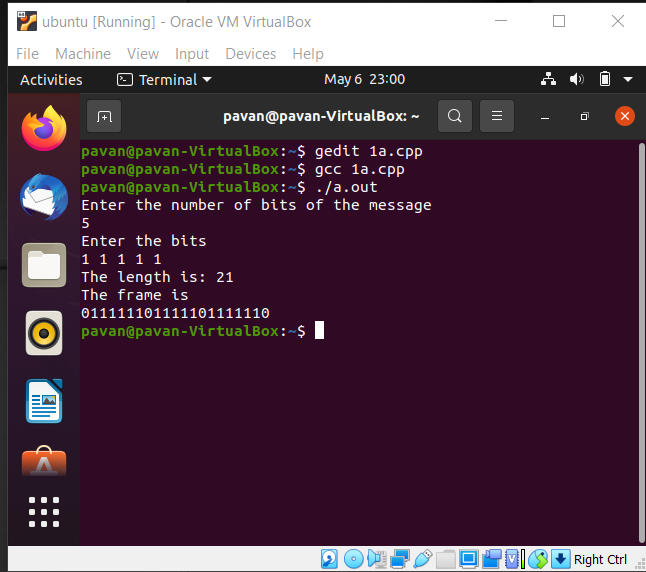 ubuntu [Running] - Oracle VM VirtualBox
File Machine View Input Devices Help
Activities Terminal May 6 23:00
pavan@pavan-VirtualBox: ~
pavan@pavan-VirtualBox:~$ gedit 1a.cpp
pavan@pavan-VirtualBox:~$ gcc 1a.cpp
pavan@pavan-VirtualBox:~$ ./a.out
Enter the number of bits of the message
5
Enter the bits
1 1 1 1 1
The length is: 21
The frame is
011111101111101111110
pavan@pavan-VirtualBox:~$
Right Ctrl